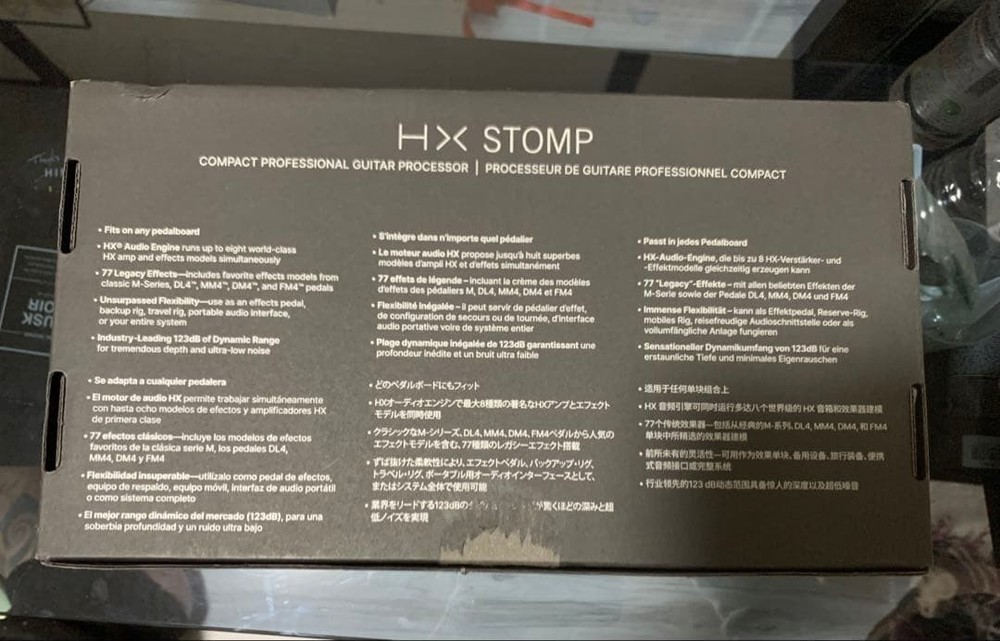 HX STOMP
COMPACT PROFESSIONAL GUITAR PROCESSOR | PROCESSEUR DE GUITARE PROFESSIONNEL COMPACT
• Fits on any pedalboard
• HX® Audio Engine runs up to eight world-class
HX amp and effects models simultaneously
• 77 Legacy Effects—includes favorite effects models from
classic M-Series, DL4™, MM4™, DM4™, and FM4™ pedals
• Unsurpassed Flexibility—use as an effects pedal,
backup rig, travel rig, portable audio interface,
or your entire system
• Industry-Leading 123dB of Dynamic Range
for tremendous depth and ultra-low noise
• S'intègre dans n'importe quel pédalier
• Le moteur audio HX propose jusqu'à huit superbes
modèles d'ampli HX et d'effets simultanément
• 77 effets de légende – incluant la crème des modèles
d'effets des pédaliers M, DL4, MM4, DM4 et FM4
• Flexibilité inégalée – il peut servir de pédalier d'effet,
de configuration de secours ou de tournée, d'interface
audio portative voire de système entier
• Plage dynamique inégalée de 123dB garantissant une
profondeur inédite et un bruit ultra faible
• Passt in jedes Pedalboard
• HX-Audio-Engine, die bis zu 8 HX-Verstärker- und
-Effektmodelle gleichzeitig erzeugen kann
• 77 "Legacy"-Effekte – mit allen beliebten Effekten der
M-Serie sowie der Pedale DL4, MM4, DM4 und FM4
• Immense Flexibilität – kann als Effektpedal, Reserve-Rig,
mobiles Rig, reisefreudige Audioschnittstelle oder als
vollumfängliche Anlage fungieren
• Sensationeller Dynamikumfang von 123dB für eine
erstaunliche Tiefe und minimales Eigenrauschen
• Se adapta a cualquier pedalera
• El motor de audio HX permite trabajar simultáneamente
con hasta ocho modelos de efectos y amplificadores HX
de primera clase
• 77 efectos clásicos—incluye los modelos de efectos
favoritos de la clásica serie M, los pedales DL4,
MM4, DM4 y FM4
• Flexibilidad insuperable—utilízalo como pedal de efectos,
equipo de respaldo, equipo móvil, interfaz de audio portátil
o como sistema completo
• El mejor rango dinámico del mercado (123dB), para una
soberbia profundidad y un ruido ultra bajo
• どのペダルボードにもフィット
• HXオーディオエンジンで最大8種類の著名なHXアンプとエフェクト
モデルを同時使用
• クラシックなM-シリーズ、DL4, MM4, DM4, FM4ペダルから人気の
エフェクトモデルを含む、77種類のレガシーエフェクト搭載
• ずば抜けた柔軟性により、エフェクトペダル、バックアップ・リグ、
トラベル・リグ、ポータブル用オーディオインターフェースとして、
またはシステム全体で使用可能
• 業界をリードする123dBの が驚くほどの深みと超
低ノイズを実現
• 适用于任何单块组合上
• HX 音频引擎可同时运行多达八个世界级的 HX 音箱和效果器建模
• 77个传统效果器—包括从经典的M-系列, DL4, MM4, DM4, 和 FM4
单块中所精选的效果器建模
• 前所未有的灵活性—可用作为效果单块、备用设备、旅行装备、便携
式音频接口或完整系统
• 行业领先的123 dB动态范围具备惊人的深度以及超低噪音